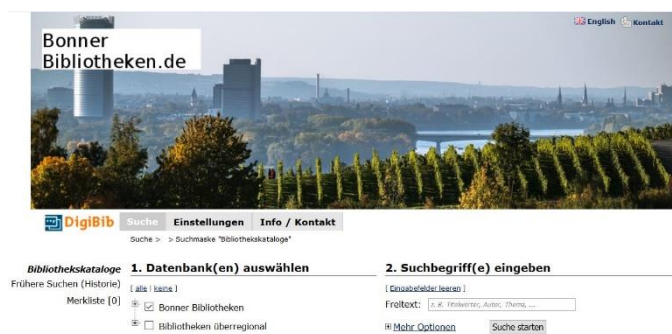 English Kontakt
Bonner
Bibliotheken.de
DigiBib Suche Einstellungen Info / Kontakt
Suche > > Suchmaske "Bibliothekskataloge"
Bibliothekskataloge
Frühere Suchen (Historie)
Merkliste [0]
1. Datenbank(en) auswählen
[ alle | keine ]
Bonner Bibliotheken
Bibliotheken überregional
2. Suchbegriff(e) eingeben
[ Eingabefelder leeren ]
Freitext: z. B. Titelwörter, Autor, Thema, ...
Mehr Optionen Suche starten